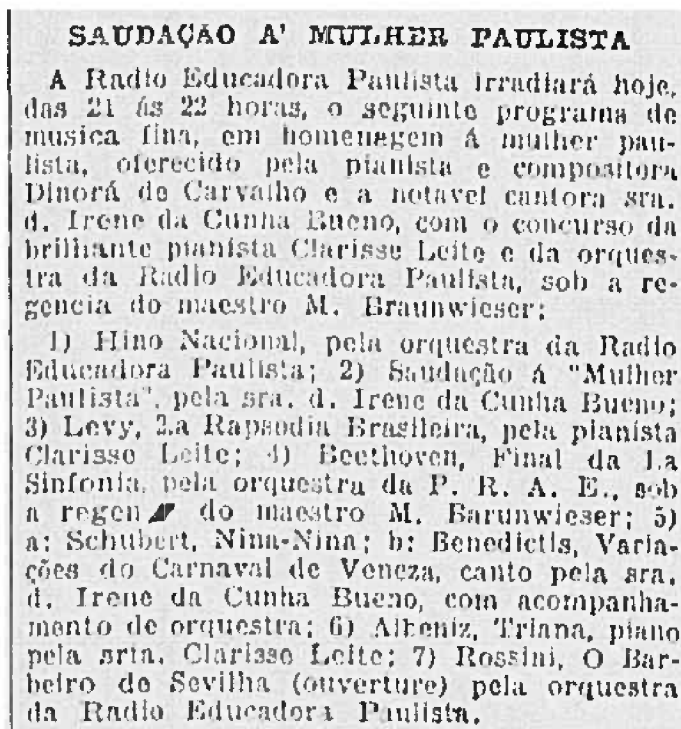 SAUDAÇÃO A' MULHER PAULISTA
A Radio Educadora Paulista irradiará hoje,
das 21 ás 22 horas, o seguinte programa de
musica fina, em homenagem á mulher pau-
lista, oferecido pela pianista e compositora
Dinorá de Carvalho e a notavel cantora sra.
d. Irene da Cunha Bueno, com o concurso da
brilhante pianista Clarisse Leite e da orques-
tra da Radio Educadora Paulista, sob a re-
gencia do maestro M. Braunwieser:
1) Hino Nacional, pela orquestra da Radio
Educadora Paulista; 2) Saudação á "Mulher
Paulista", pela sra. d. Irene da Cunha Bueno;
3) Levy, 2.a Rapsodia Brasileira, pela pianista
Clarisse Leite; 4) Beethoven, Final da 1.a
Sinfonia, pela orquestra da P. R. A. E., sob
a regen do maestro M. Barunwieser; 5)
a: Schubert, Nina-Nina; b: Benedictis, Varia-
ções do Carnaval de Veneza, canto pela sra.
d. Irene da Cunha Bueno, com acompanha-
mento de orquestra; 6) Albeniz, Triana, piano
pela srta. Clarisse Leite; 7) Rossini, O Bar-
beiro de Sevilha (ouverture) pela orquestra
da Radio Educadora Paulista.